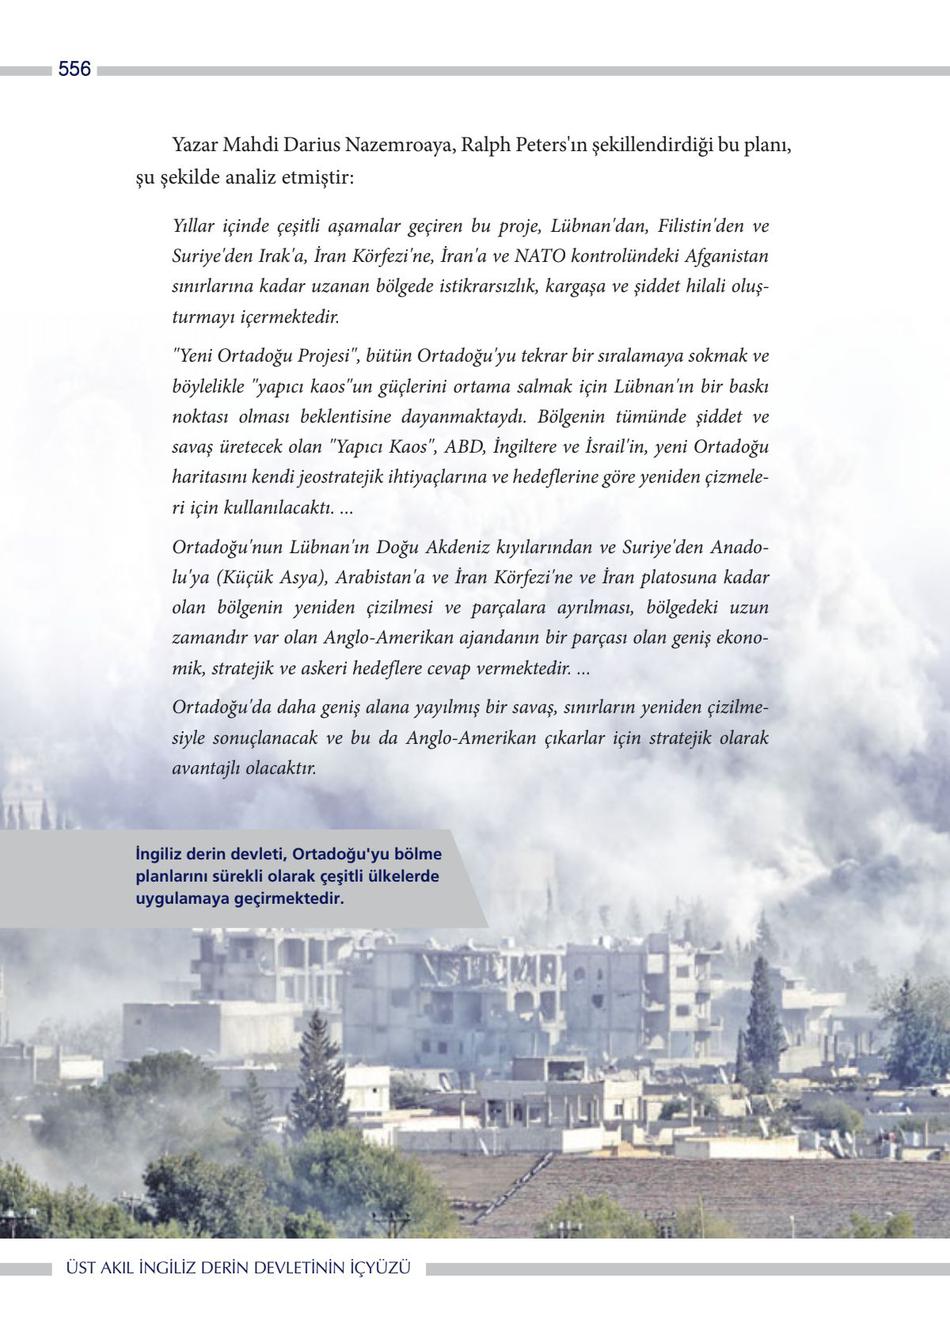 556
Yazar Mahdi Darius Nazemroaya, Ralph Peters'ın şekillendirdiği bu planı,
şu şekilde analiz etmiştir:
Yıllar içinde çeşitli aşamalar geçiren bu proje, Lübnan'dan, Filistin'den ve
Suriye'den Irak'a, İran Körfezi'ne, İran'a ve NATO kontrolündeki Afganistan
sınırlarına kadar uzanan bölgede istikrarsızlık, kargaşa ve şiddet hilali oluş-
turmayı içermektedir.
"Yeni Ortadoğu Projesi", bütün Ortadoğu'yu tekrar bir sıralamaya sokmak ve
böylelikle "yapıcı kaos"un güçlerini ortama salmak için Lübnan'ın bir baskı
noktası olması beklentisine dayanmaktaydı. Bölgenin tümünde şiddet ve
savaş üretecek olan "Yapıcı Kaos", ABD, İngiltere ve İsrail'in, yeni Ortadoğu
haritasını kendi jeostratejik ihtiyaçlarına ve hedeflerine göre yeniden çizmele-
ri için kullanılacaktı. ...
Ortadoğu'nun Lübnan'ın Doğu Akdeniz kıyılarından ve Suriye'den Anado-
lu'ya (Küçük Asya), Arabistan'a ve İran Körfezi'ne ve İran platosuna kadar
olan bölgenin yeniden çizilmesi ve parçalara ayrılması, bölgedeki uzun
zamandır var olan Anglo-Amerikan ajandanın bir parçası olan geniş ekono-
mik, stratejik ve askeri hedeflere cevap vermektedir. ...
Ortadoğu'da daha geniş alana yayılmış bir savaş, sınırların yeniden çizilme-
siyle sonuçlanacak ve bu da Anglo-Amerikan çıkarlar için stratejik olarak
avantajlı olacaktır.
İngiliz derin devleti, Ortadoğu'yu bölme
planlarını sürekli olarak çeşitli ülkelerde
uygulamaya geçirmektedir.
ÜST AKIL İNGİLİZ DERİN DEVLETİNİN İÇYÜZÜ